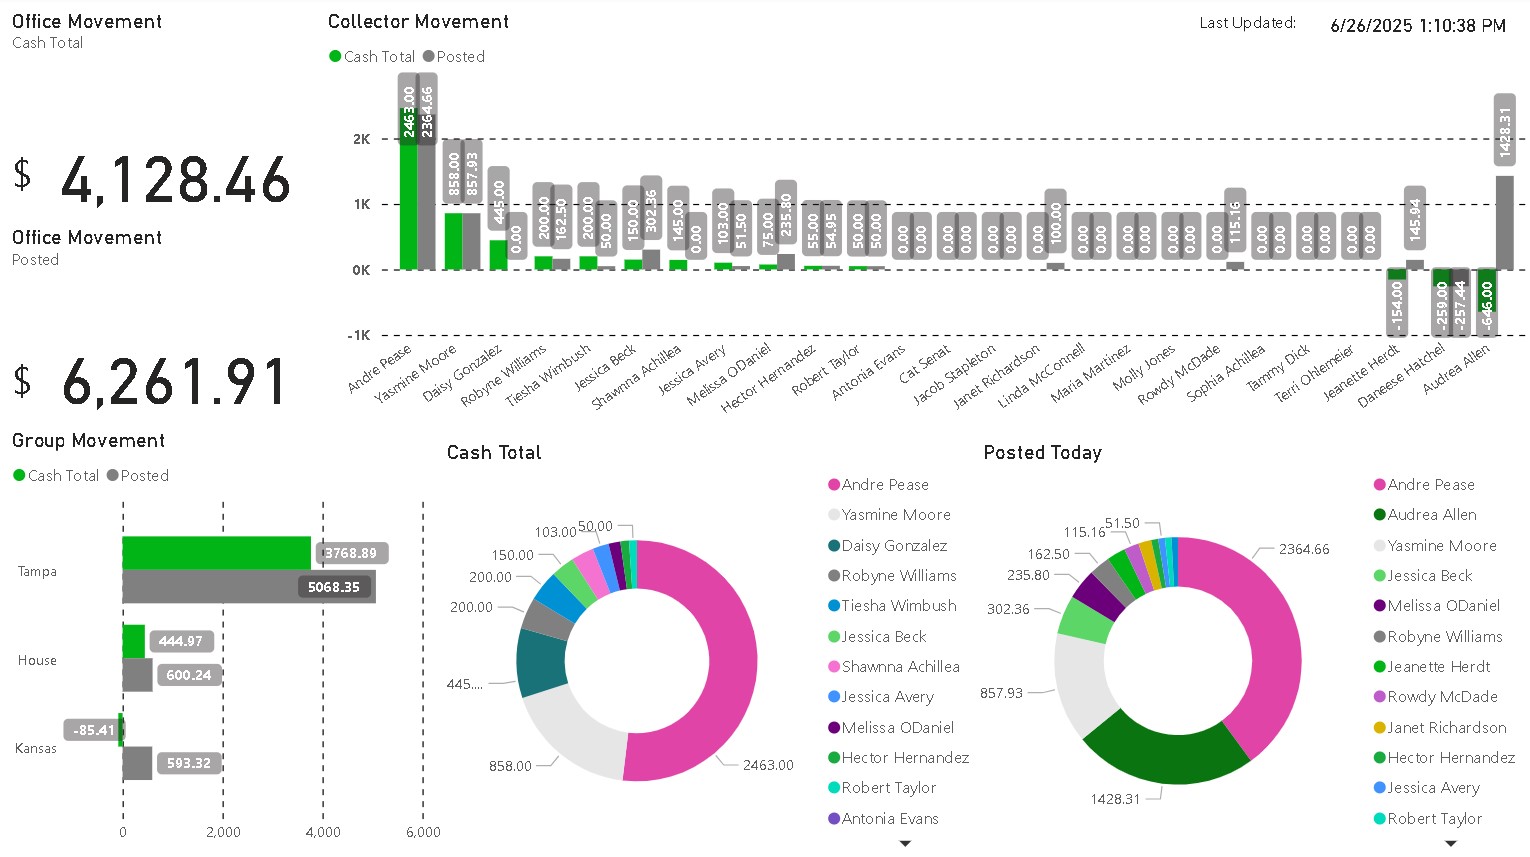 Office Movement
Cash Total
$ 4,128.46
Office Movement
Posted
$ 6,261.91
Collector Movement
Cash Total Posted
Last Updated: 6/26/2025 1:10:38 PM
2K
1K
0K
-1K
2463.00 2364.66
858.00 857.93
445.00 0.00
200.00 162.50
200.00 50.00
150.00 302.36
145.00 0.00
103.00 51.50
75.00 235.80
55.00 54.95
50.00 50.00
0.00 0.00
0.00 0.00
0.00 0.00
0.00 100.00
0.00 0.00
0.00 0.00
0.00 0.00
0.00 115.16
0.00 0.00
0.00 0.00
0.00 0.00
-154.00 145.94
-259.00 -257.44
-646.00 1428.31
Andre Pease
Yasmine Moore
Daisy Gonzalez
Robyne Williams
Tiesha Wimbush
Jessica Beck
Shawnna Achillea
Jessica Avery
Melissa ODaniel
Hector Hernandez
Robert Taylor
Antonia Evans
Cat Senat
Jacob Stapleton
Janet Richardson
Linda McConnell
Maria Martinez
Molly Jones
Rowdy McDade
Sophia Achillea
Tammy Dick
Terri Ohlemeier
Jeanette Herdt
Daneese Hatchel
Audrea Allen
Group Movement
Cash Total Posted
Tampa
3768.89
5068.35
House
444.97
600.24
Kansas
-85.41
593.32
0 2,000 4,000 6,000
Cash Total
50.00
103.00
150.00
200.00
200.00
445...
858.00
2463.00
Andre Pease
Yasmine Moore
Daisy Gonzalez
Robyne Williams
Tiesha Wimbush
Jessica Beck
Shawnna Achillea
Jessica Avery
Melissa ODaniel
Hector Hernandez
Robert Taylor
Antonia Evans
Posted Today
51.50
115.16
162.50
235.80
302.36
857.93
1428.31
2364.66
Andre Pease
Audrea Allen
Yasmine Moore
Jessica Beck
Melissa ODaniel
Robyne Williams
Jeanette Herdt
Rowdy McDade
Janet Richardson
Hector Hernandez
Jessica Avery
Robert Taylor